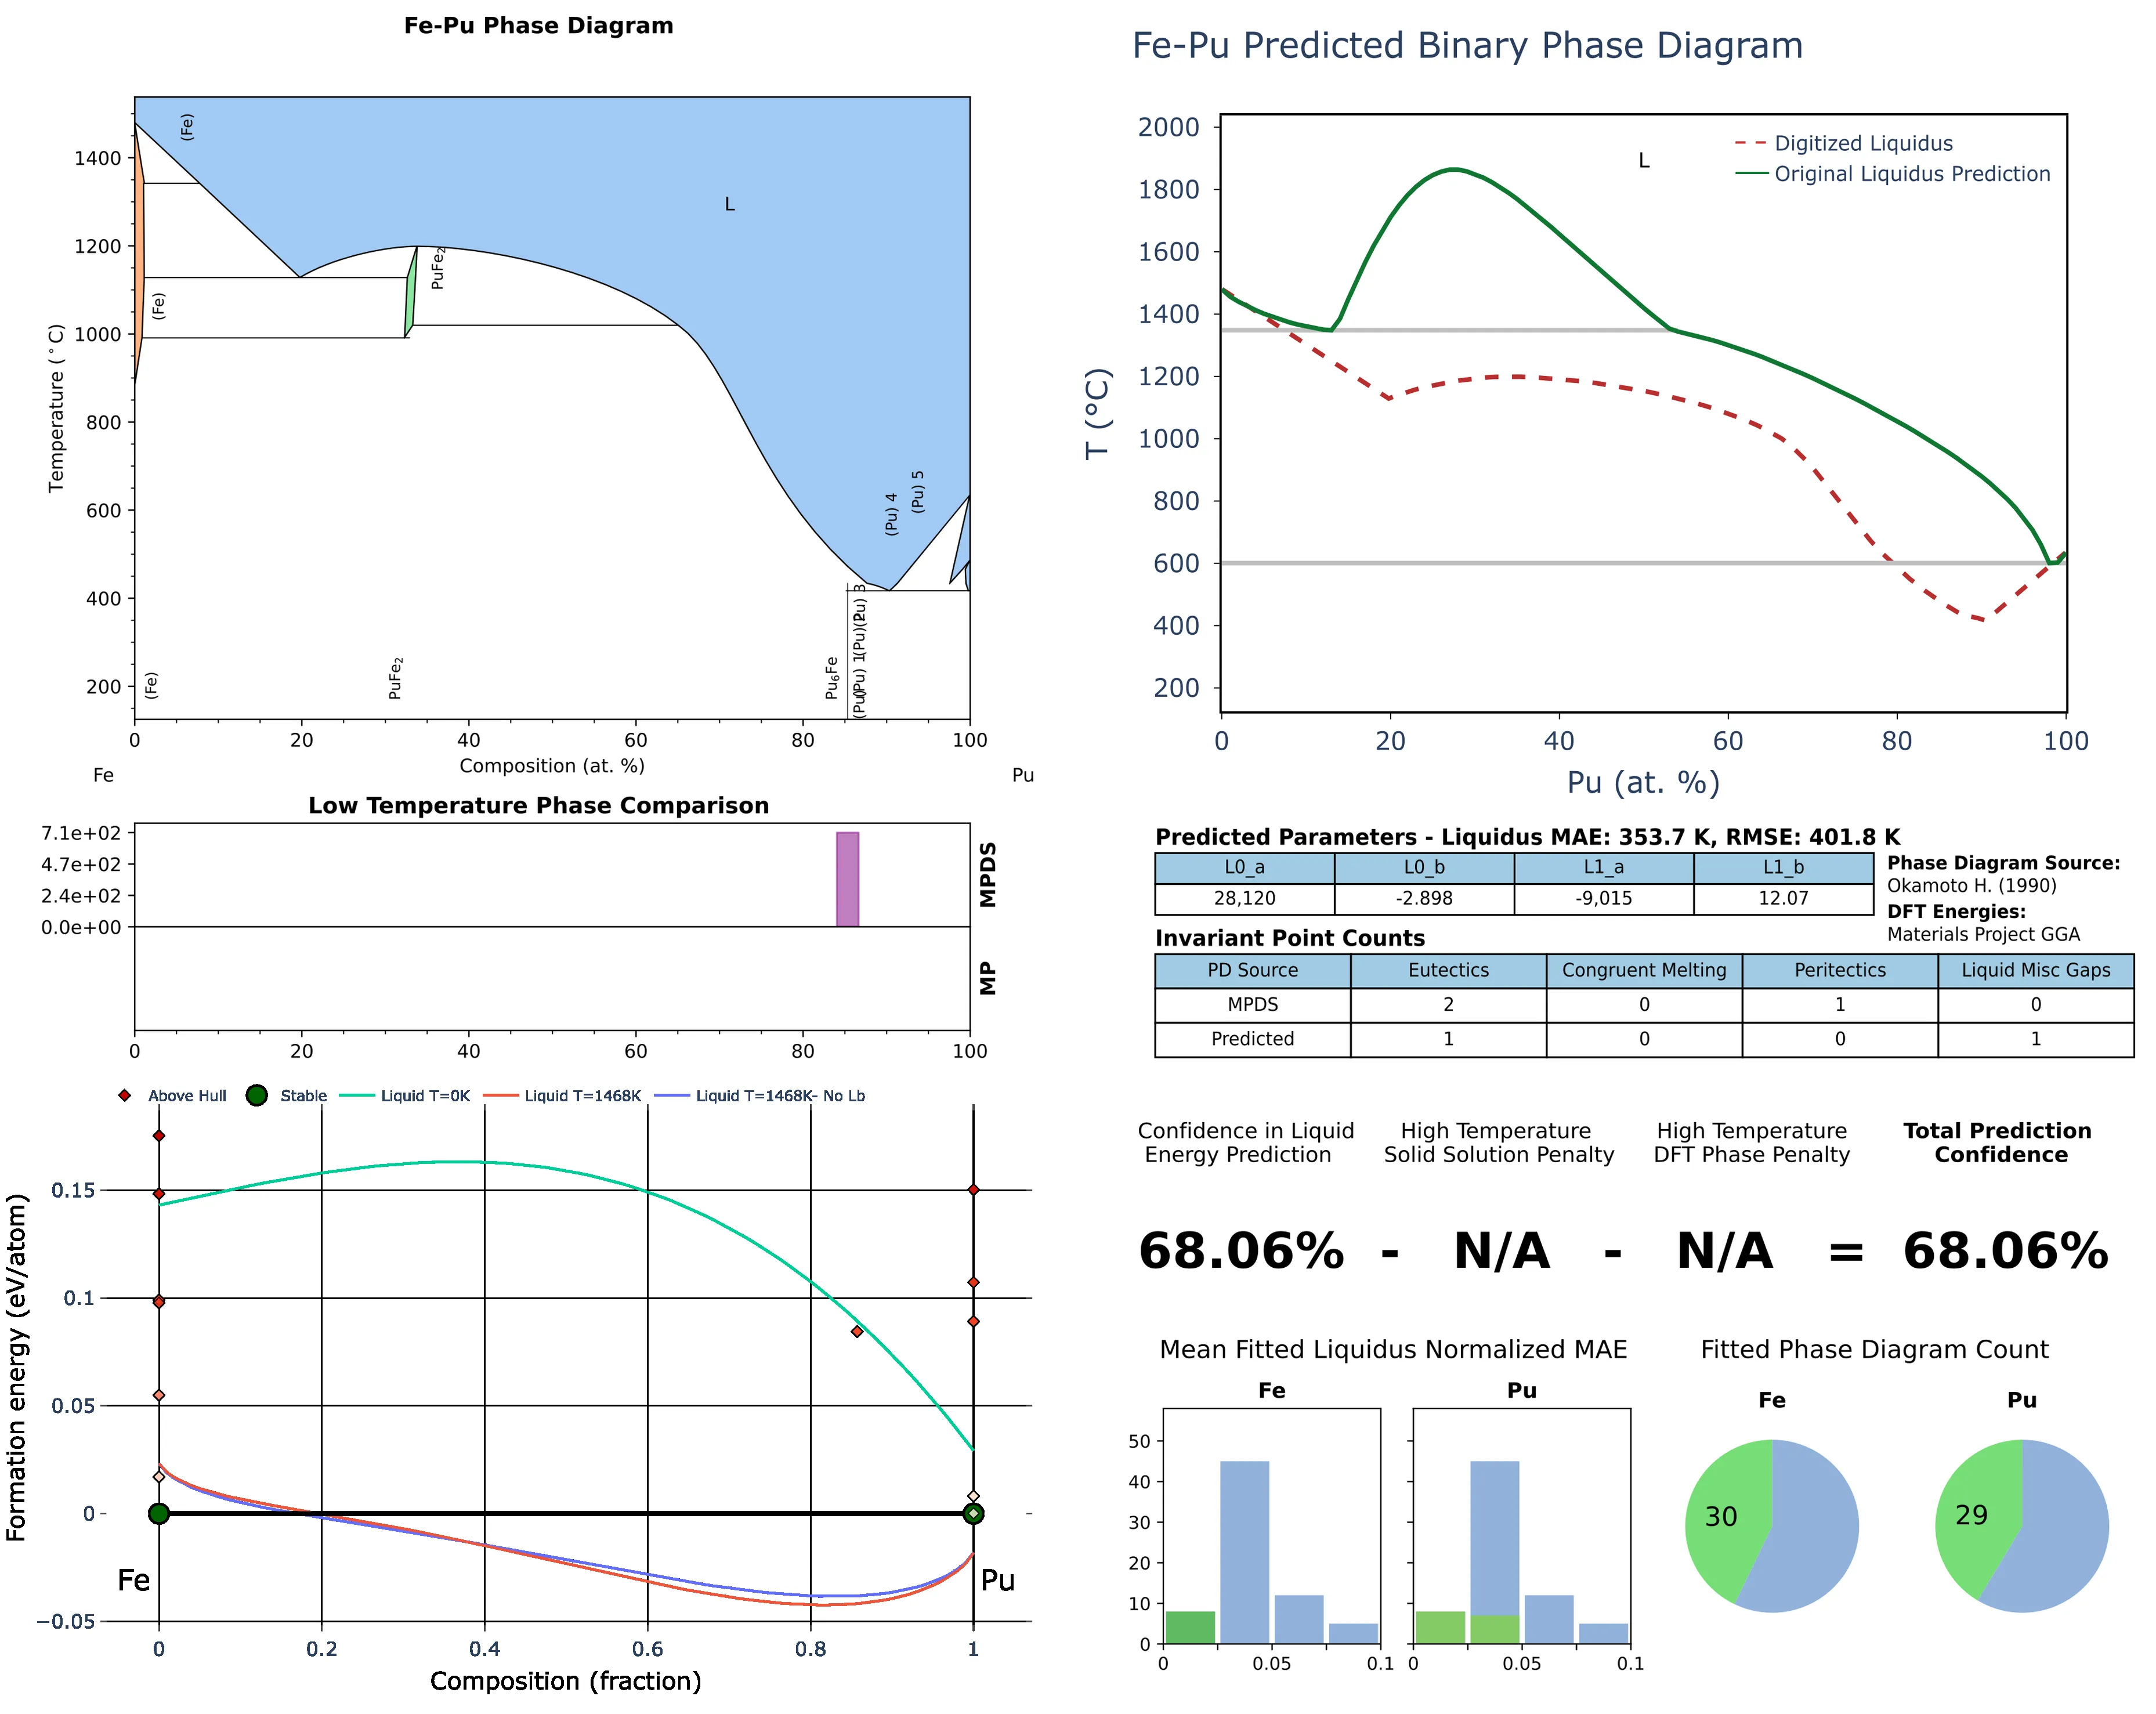 Fe-Pu Phase Diagram
Temperature (°C)
1400
1200
1000
800
600
400
200
(Fe)
(Fe)
(Fe)
L
PuFe2
PuFe2
Pu6Fe
(Pu) 4
(Pu) 5
(Pu) 3
(Pu) 1
0 20 40 60 80 100
Composition (at. %)
Fe Pu
Low Temperature Phase Comparison
7.1e+02
4.7e+02
2.4e+02
0.0e+00
MPDS
MP
0 20 40 60 80 100
Above Hull Stable Liquid T=0K Liquid T=1468K Liquid T=1468K- No Lb
Formation energy (eV/atom)
0.15
0.1
0.05
0
−0.05
Fe Pu
0 0.2 0.4 0.6 0.8 1
Composition (fraction)
Fe-Pu Predicted Binary Phase Diagram
T (°C)
2000
1800
1600
1400
1200
1000
800
600
400
200
L
Digitized Liquidus
Original Liquidus Prediction
0 20 40 60 80 100
Pu (at. %)
Predicted Parameters - Liquidus MAE: 353.7 K, RMSE: 401.8 K
L0_a L0_b L1_a L1_b
28,120 -2.898 -9,015 12.07
Phase Diagram Source:
Okamoto H. (1990)
DFT Energies:
Materials Project GGA
Invariant Point Counts
PD Source Eutectics Congruent Melting Peritectics Liquid Misc Gaps
MPDS 2 0 1 0
Predicted 1 0 0 1
Confidence in Liquid
Energy Prediction
High Temperature
Solid Solution Penalty
High Temperature
DFT Phase Penalty
Total Prediction
Confidence
68.06% - N/A - N/A = 68.06%
Mean Fitted Liquidus Normalized MAE
Fe Pu
50
40
30
20
10
0
0 0.05 0.1
0 0.05 0.1
Fitted Phase Diagram Count
Fe Pu
30 29